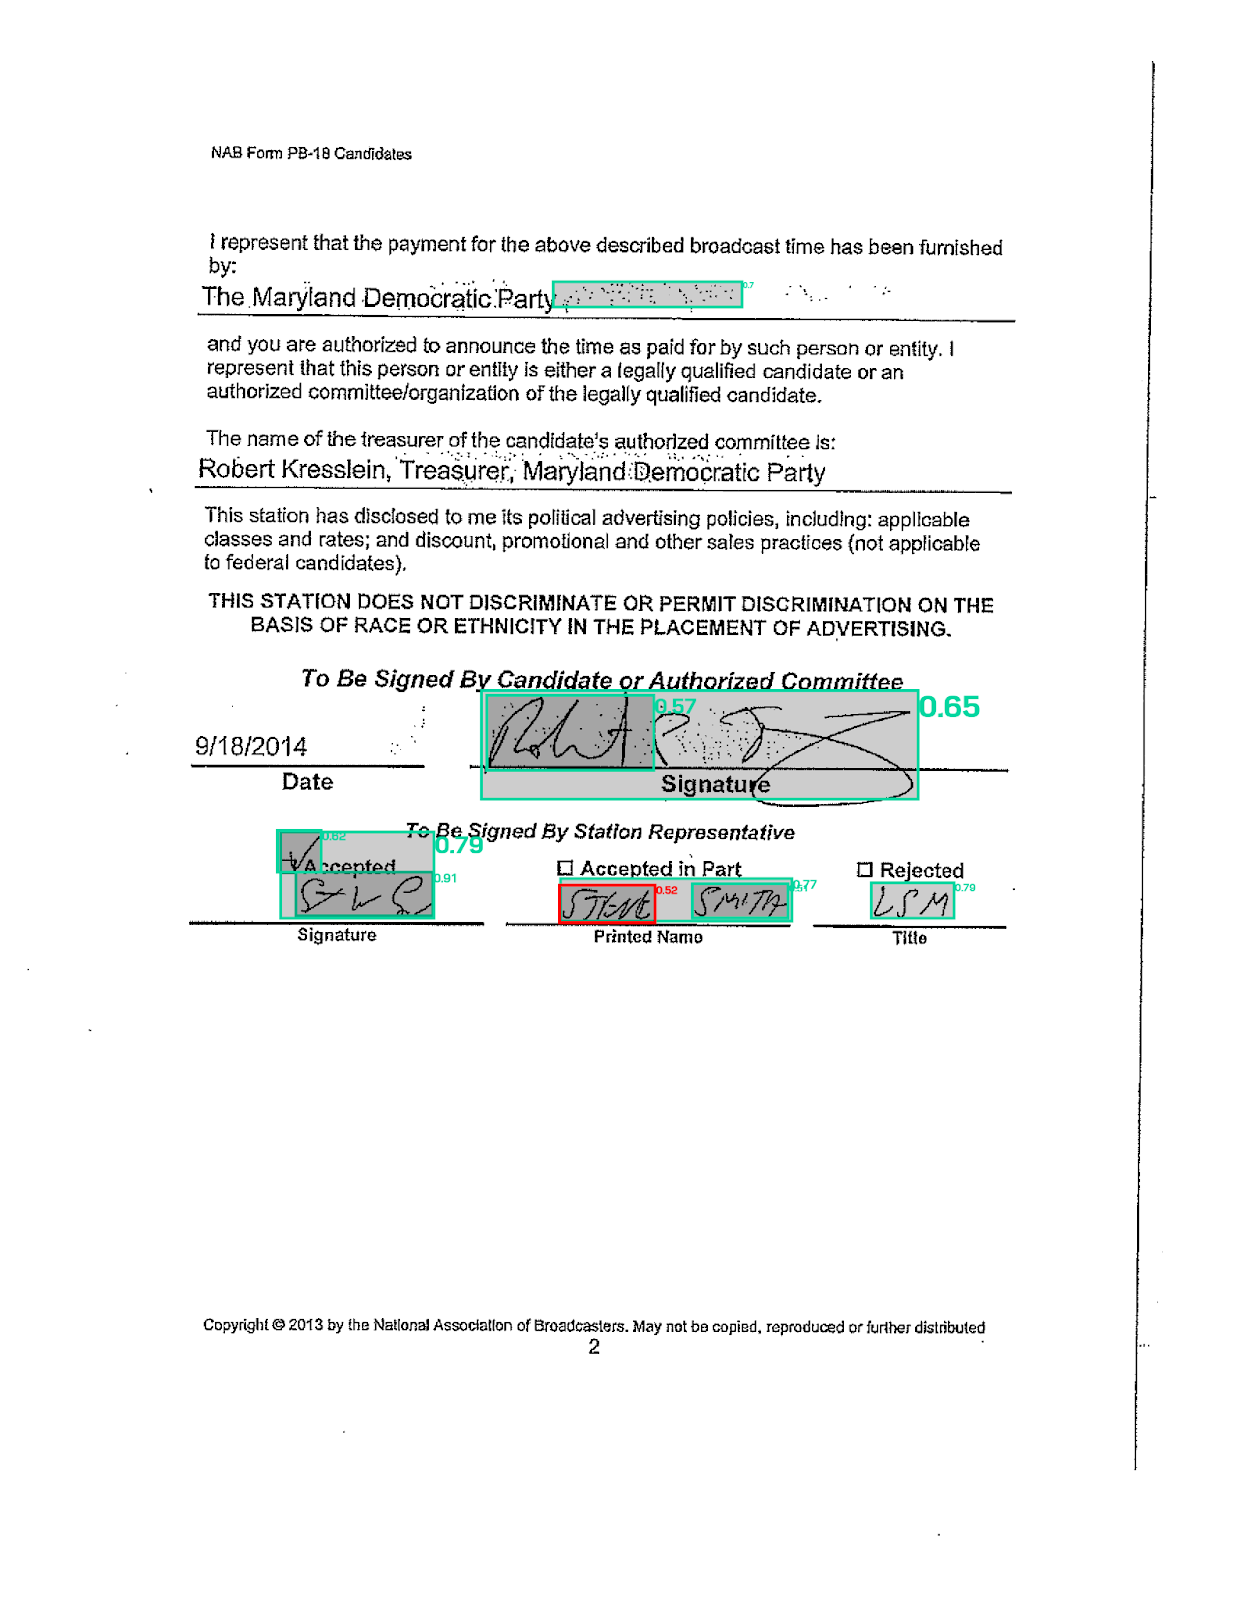 NAB Form PB-18 Candidates
I represent that the payment for the above described broadcast time has been furnished
by:
The Maryland Democratic Party 0.7
and you are authorized to announce the time as paid for by such person or entity. I
represent that this person or entity is either a legally qualified candidate or an
authorized committee/organization of the legally qualified candidate.
The name of the treasurer of the candidate's authorized committee is:
Robert Kresslein, Treasurer, Maryland Democratic Party
This station has disclosed to me its political advertising policies, including: applicable
classes and rates; and discount, promotional and other sales practices (not applicable
to federal candidates).
THIS STATION DOES NOT DISCRIMINATE OR PERMIT DISCRIMINATION ON THE
BASIS OF RACE OR ETHNICITY IN THE PLACEMENT OF ADVERTISING.
To Be Signed By Candidate or Authorized Committee
9/18/2014 Robert 0.57 0.65
Date Signature
To Be Signed By Station Representative
0.62 0.79
Accepted ☐ Accepted in Part ☐ Rejected
0.91 STEVE 0.52 SMITH 0.77 LSM 0.79
Signature Printed Name Title
Copyright © 2013 by the National Association of Broadcasters. May not be copied, reproduced or further distributed
2